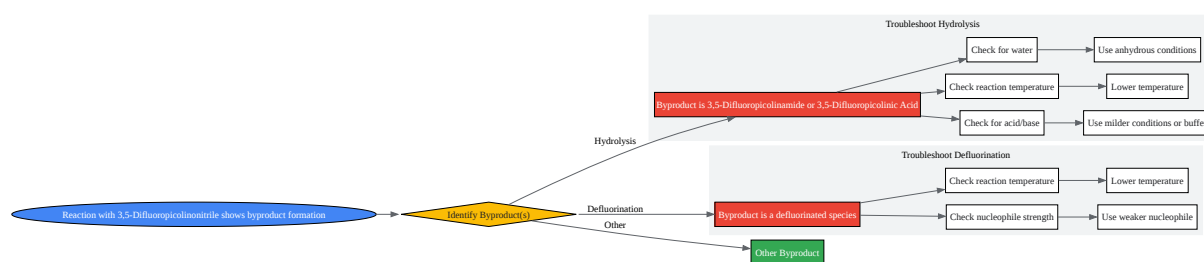 Troubleshoot Hydrolysis
Check for water
Use anhydrous conditions
Check reaction temperature
Lower temperature
Byproduct is 3,5-Difluoropicolinamide or 3,5-Difluoropicolinic Acid
Check for acid/base
Use milder conditions or buffe
Hydrolysis
Troubleshoot Defluorination
Check reaction temperature
Lower temperature
Reaction with 3,5-Difluoropicolinonitrile shows byproduct formation
Identify Byproduct(s)
Defluorination
Byproduct is a defluorinated species
Check nucleophile strength
Use weaker nucleophile
Other
Other Byproduct